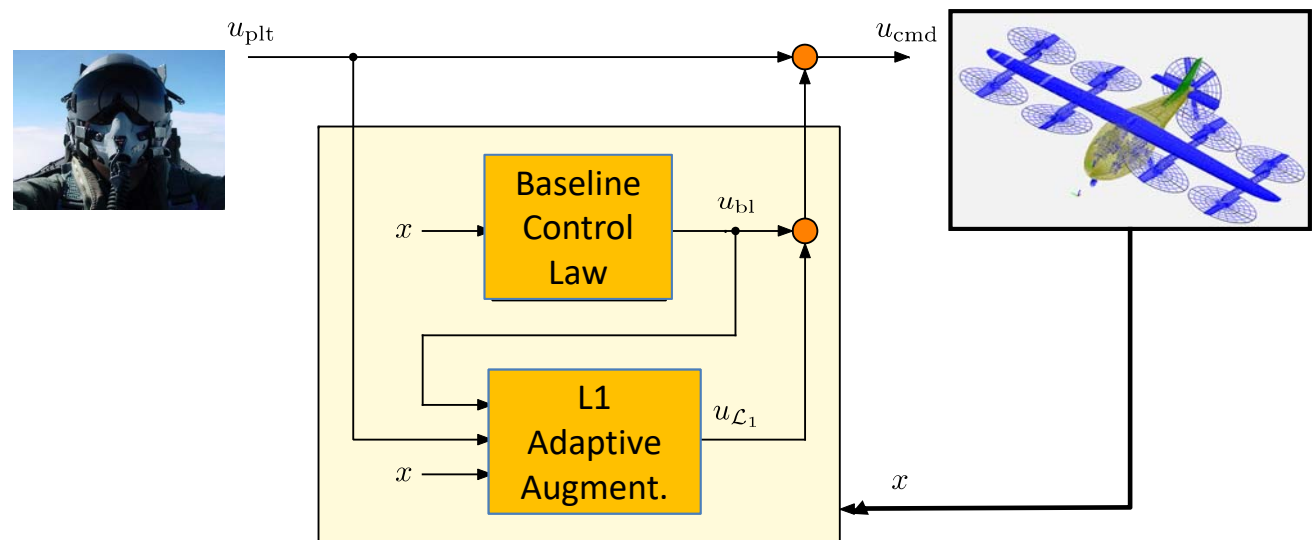 u_plt
u_cmd
Baseline
Control
Law
x
u_bl
L1
Adaptive
Augment.
x
u_ℒ₁
x